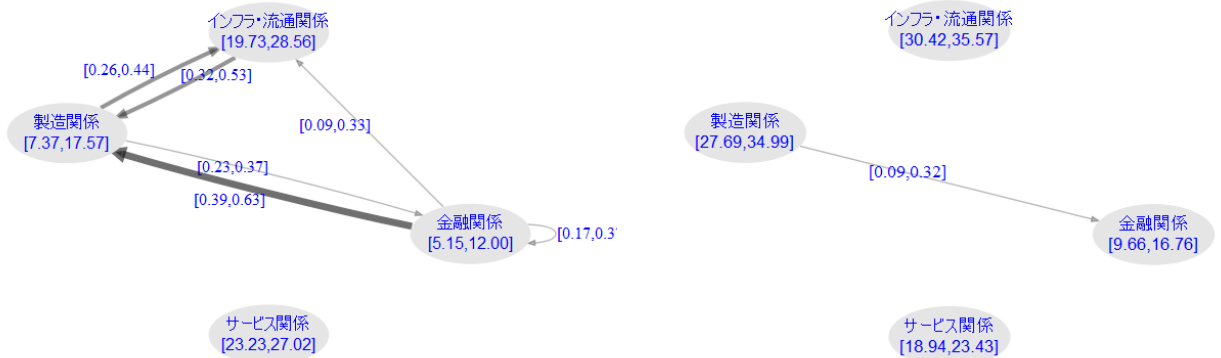 インフラ・流通関係
[19.73,28.56]
[0.26,0.44]
[0.32,0.53]
製造関係
[7.37,17.57]
[0.09,0.33]
[0.23,0.37]
[0.39,0.63]
金融関係
[5.15,12.00]
[0.17,0.3
サービス関係
[23.23,27.02]
インフラ・流通関係
[30.42,35.57]
製造関係
[27.69,34.99]
[0.09,0.32]
金融関係
[9.66,16.76]
サービス関係
[18.94,23.43]